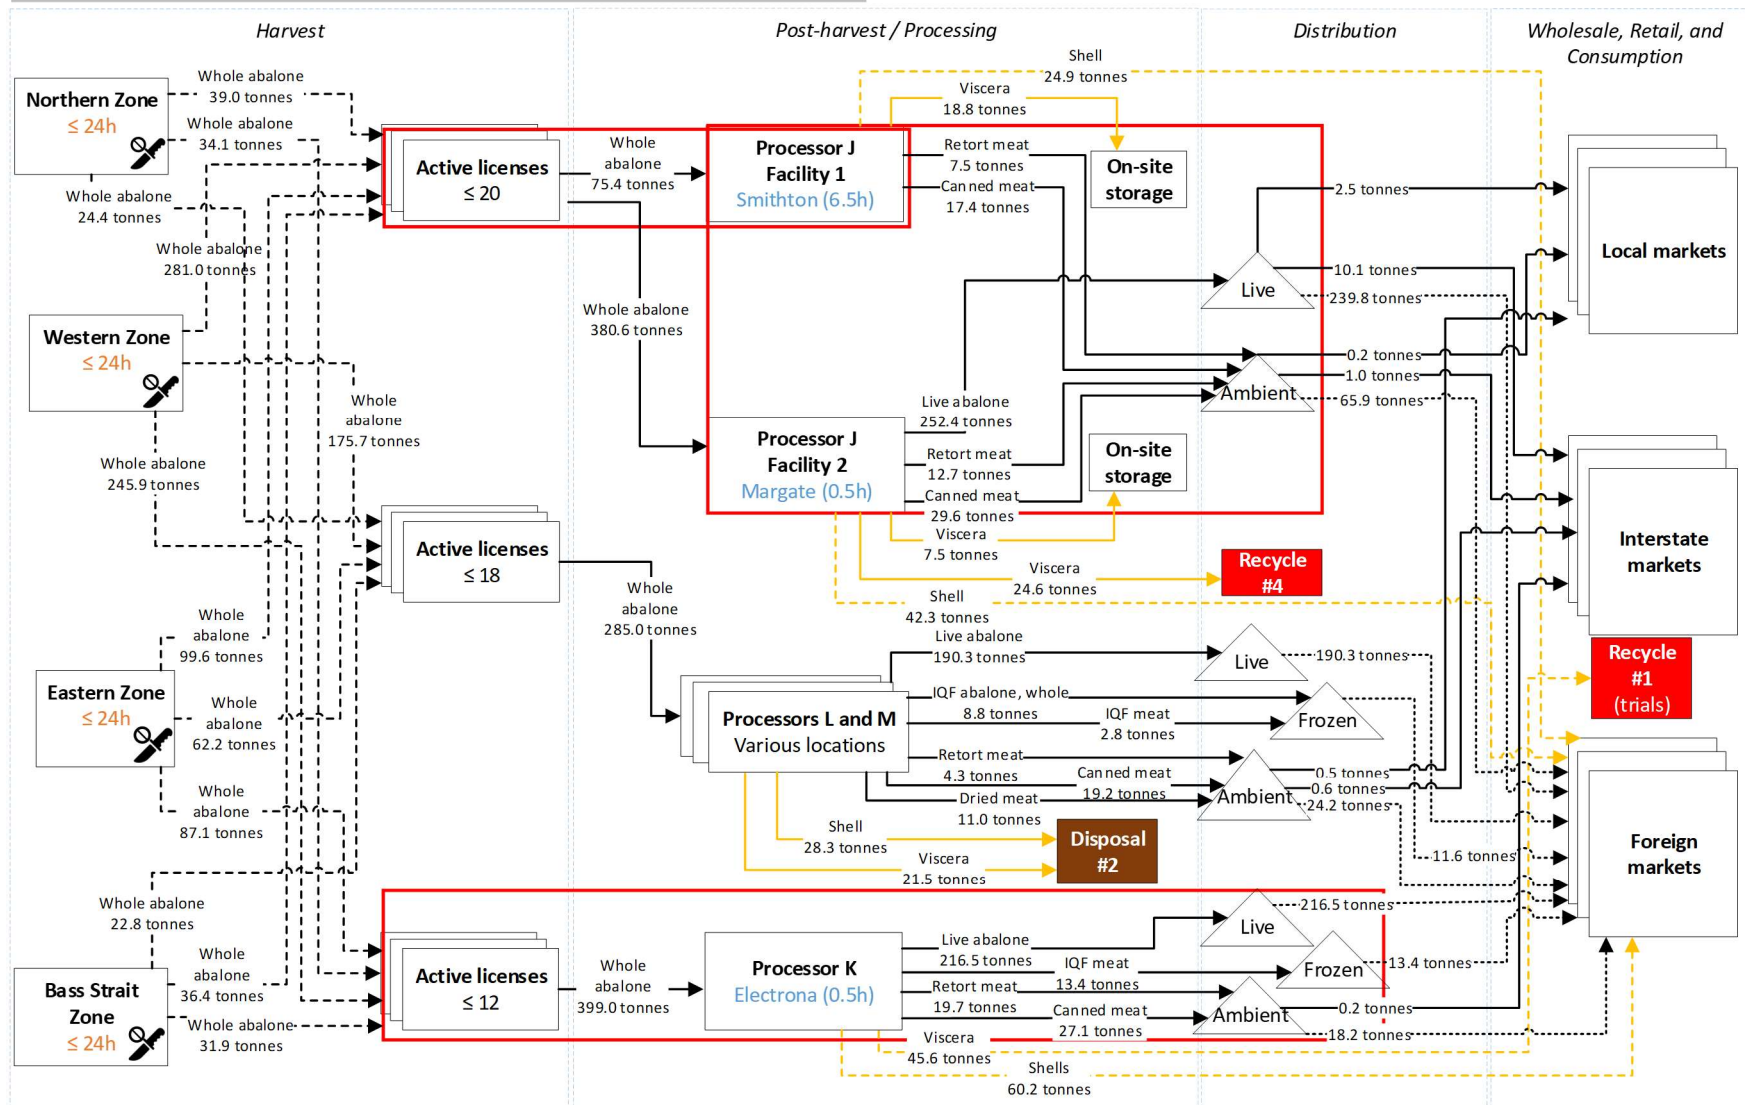 Harvest
Post-harvest / Processing
Distribution
Wholesale, Retail, and
Consumption
Northern Zone
≤ 24h
Whole abalone
39.0 tonnes
Whole abalone
34.1 tonnes
Whole abalone
24.4 tonnes
Whole abalone
281.0 tonnes
Western Zone
≤ 24h
Whole abalone
175.7 tonnes
Whole abalone
245.9 tonnes
Whole
abalone
99.6 tonnes
Eastern Zone
≤ 24h
Whole
abalone
62.2 tonnes
Whole
abalone
87.1 tonnes
Whole abalone
22.8 tonnes
Whole
abalone
36.4 tonnes
Bass Strait
Zone
≤ 24h
Whole abalone
31.9 tonnes
Active licenses
≤ 20
Whole
abalone
75.4 tonnes
Whole abalone
380.6 tonnes
Active licenses
≤ 18
Whole
abalone
285.0 tonnes
Active licenses
≤ 12
Whole
abalone
399.0 tonnes
Processor J
Facility 1
Smithton (6.5h)
Shell
24.9 tonnes
Viscera
18.8 tonnes
Retort meat
7.5 tonnes
Canned meat
17.4 tonnes
On-site
storage
Processor J
Facility 2
Margate (0.5h)
Live abalone
252.4 tonnes
Retort meat
12.7 tonnes
Canned meat
29.6 tonnes
Viscera
7.5 tonnes
On-site
storage
Viscera
24.6 tonnes
Recycle
#4
Shell
42.3 tonnes
Processors L and M
Various locations
Live abalone
190.3 tonnes
IQF abalone, whole
8.8 tonnes
IQF meat
2.8 tonnes
Retort meat
4.3 tonnes
Canned meat
19.2 tonnes
Dried meat
11.0 tonnes
Shell
28.3 tonnes
Viscera
21.5 tonnes
Disposal
#2
Processor K
Electrona (0.5h)
Live abalone
216.5 tonnes
IQF meat
13.4 tonnes
Retort meat
19.7 tonnes
Canned meat
27.1 tonnes
Viscera
45.6 tonnes
Shells
60.2 tonnes
Live
2.5 tonnes
10.1 tonnes
239.8 tonnes
Ambient
0.2 tonnes
1.0 tonnes
65.9 tonnes
Live
190.3 tonnes
Frozen
11.6 tonnes
Ambient
0.5 tonnes
0.6 tonnes
24.2 tonnes
Live
216.5 tonnes
Frozen
13.4 tonnes
Ambient
0.2 tonnes
18.2 tonnes
Local markets
Interstate
markets
Recycle
#1
(trials)
Foreign
markets